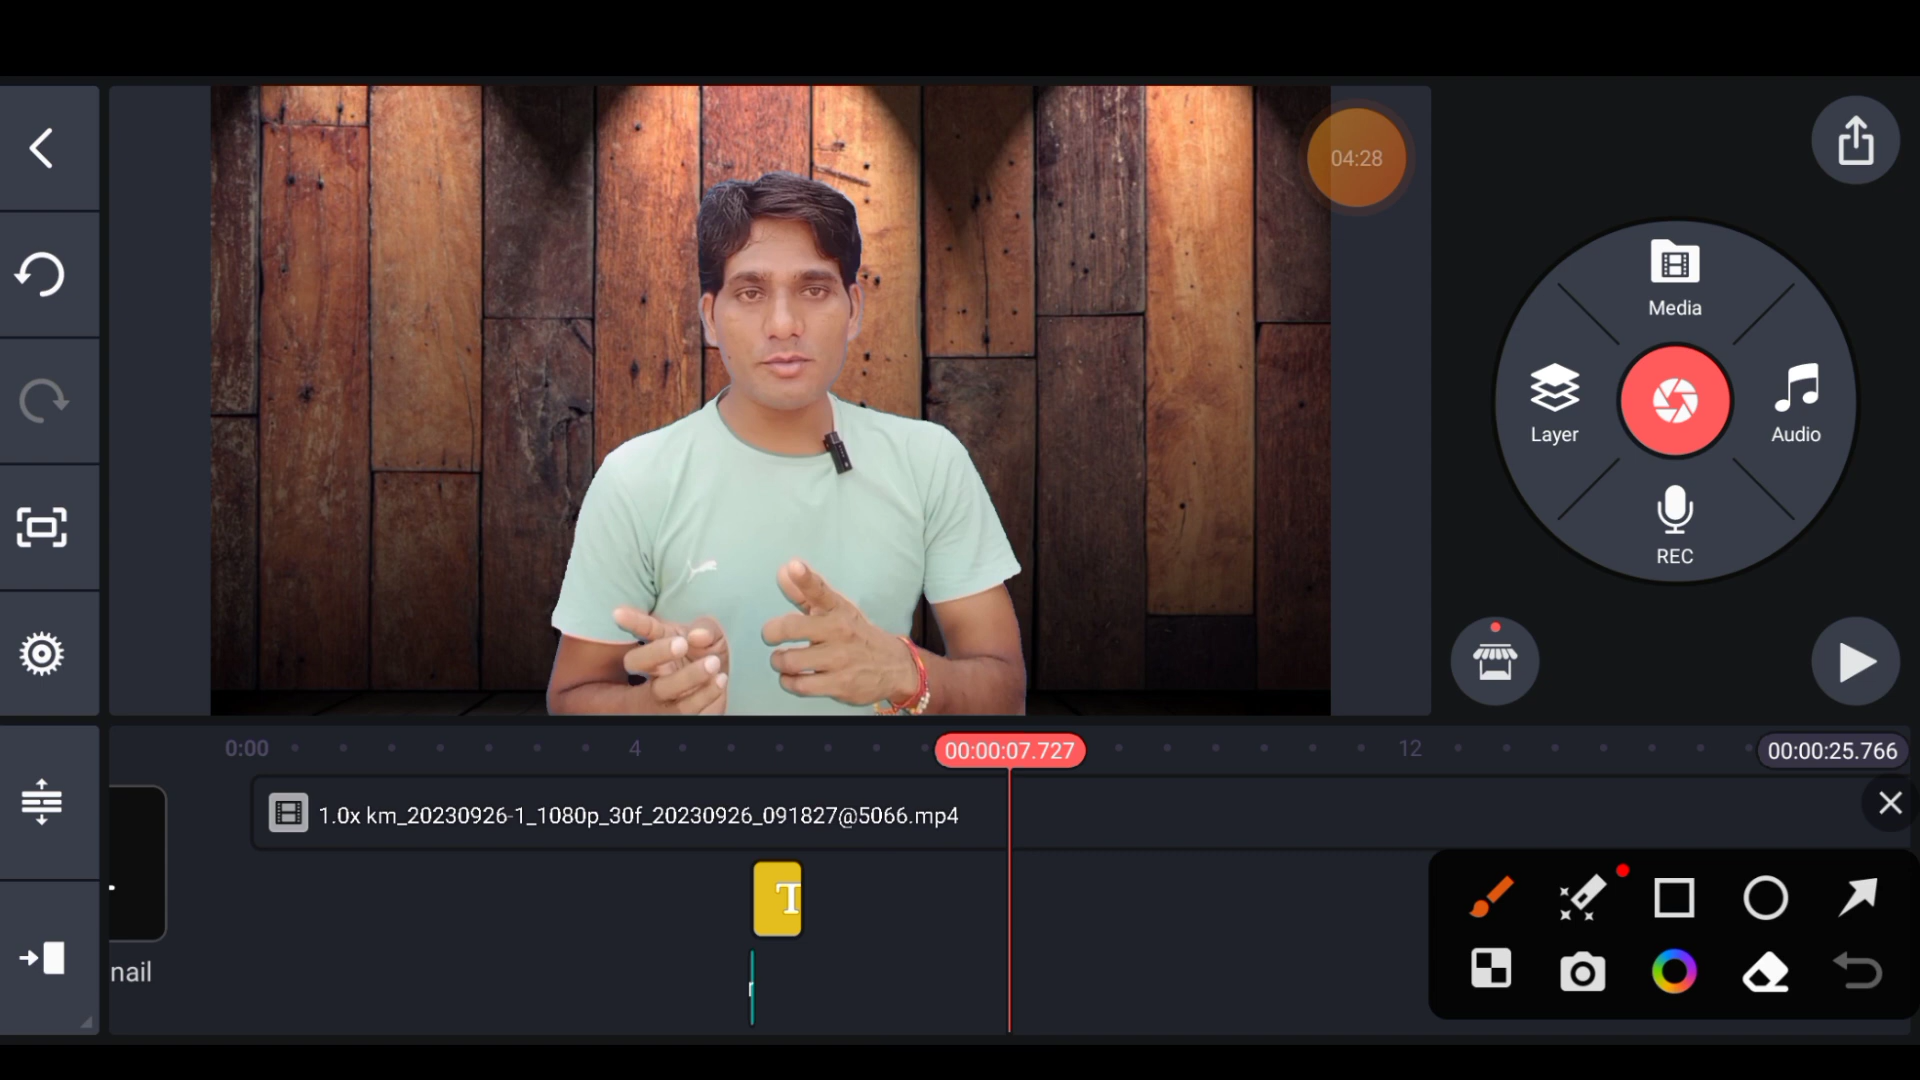 04:28
Media
Layer
Audio
REC
0:00
4
00:00:07.727
12
00:00:25.766
1.0x km_20230926-1_1080p_30f_20230926_091827@5066.mp4
T
nail